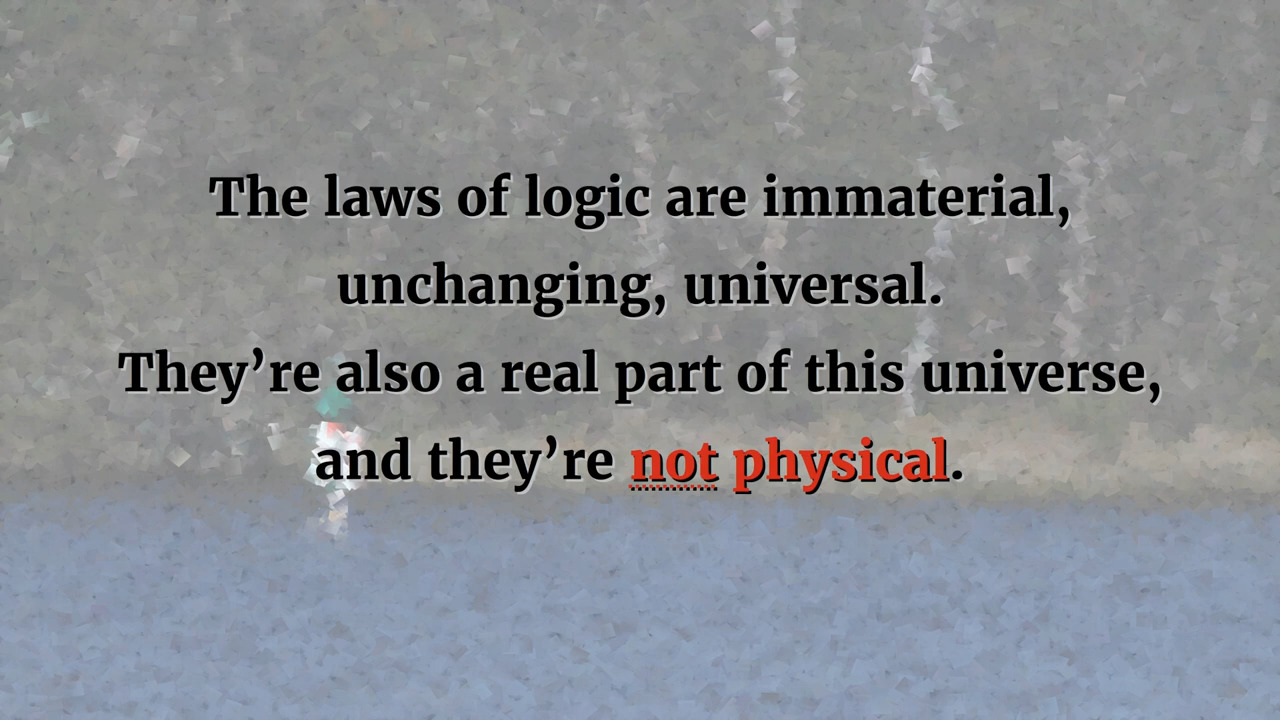 The laws of logic are immaterial,
unchanging, universal.
They’re also a real part of this universe,
and they’re not physical.